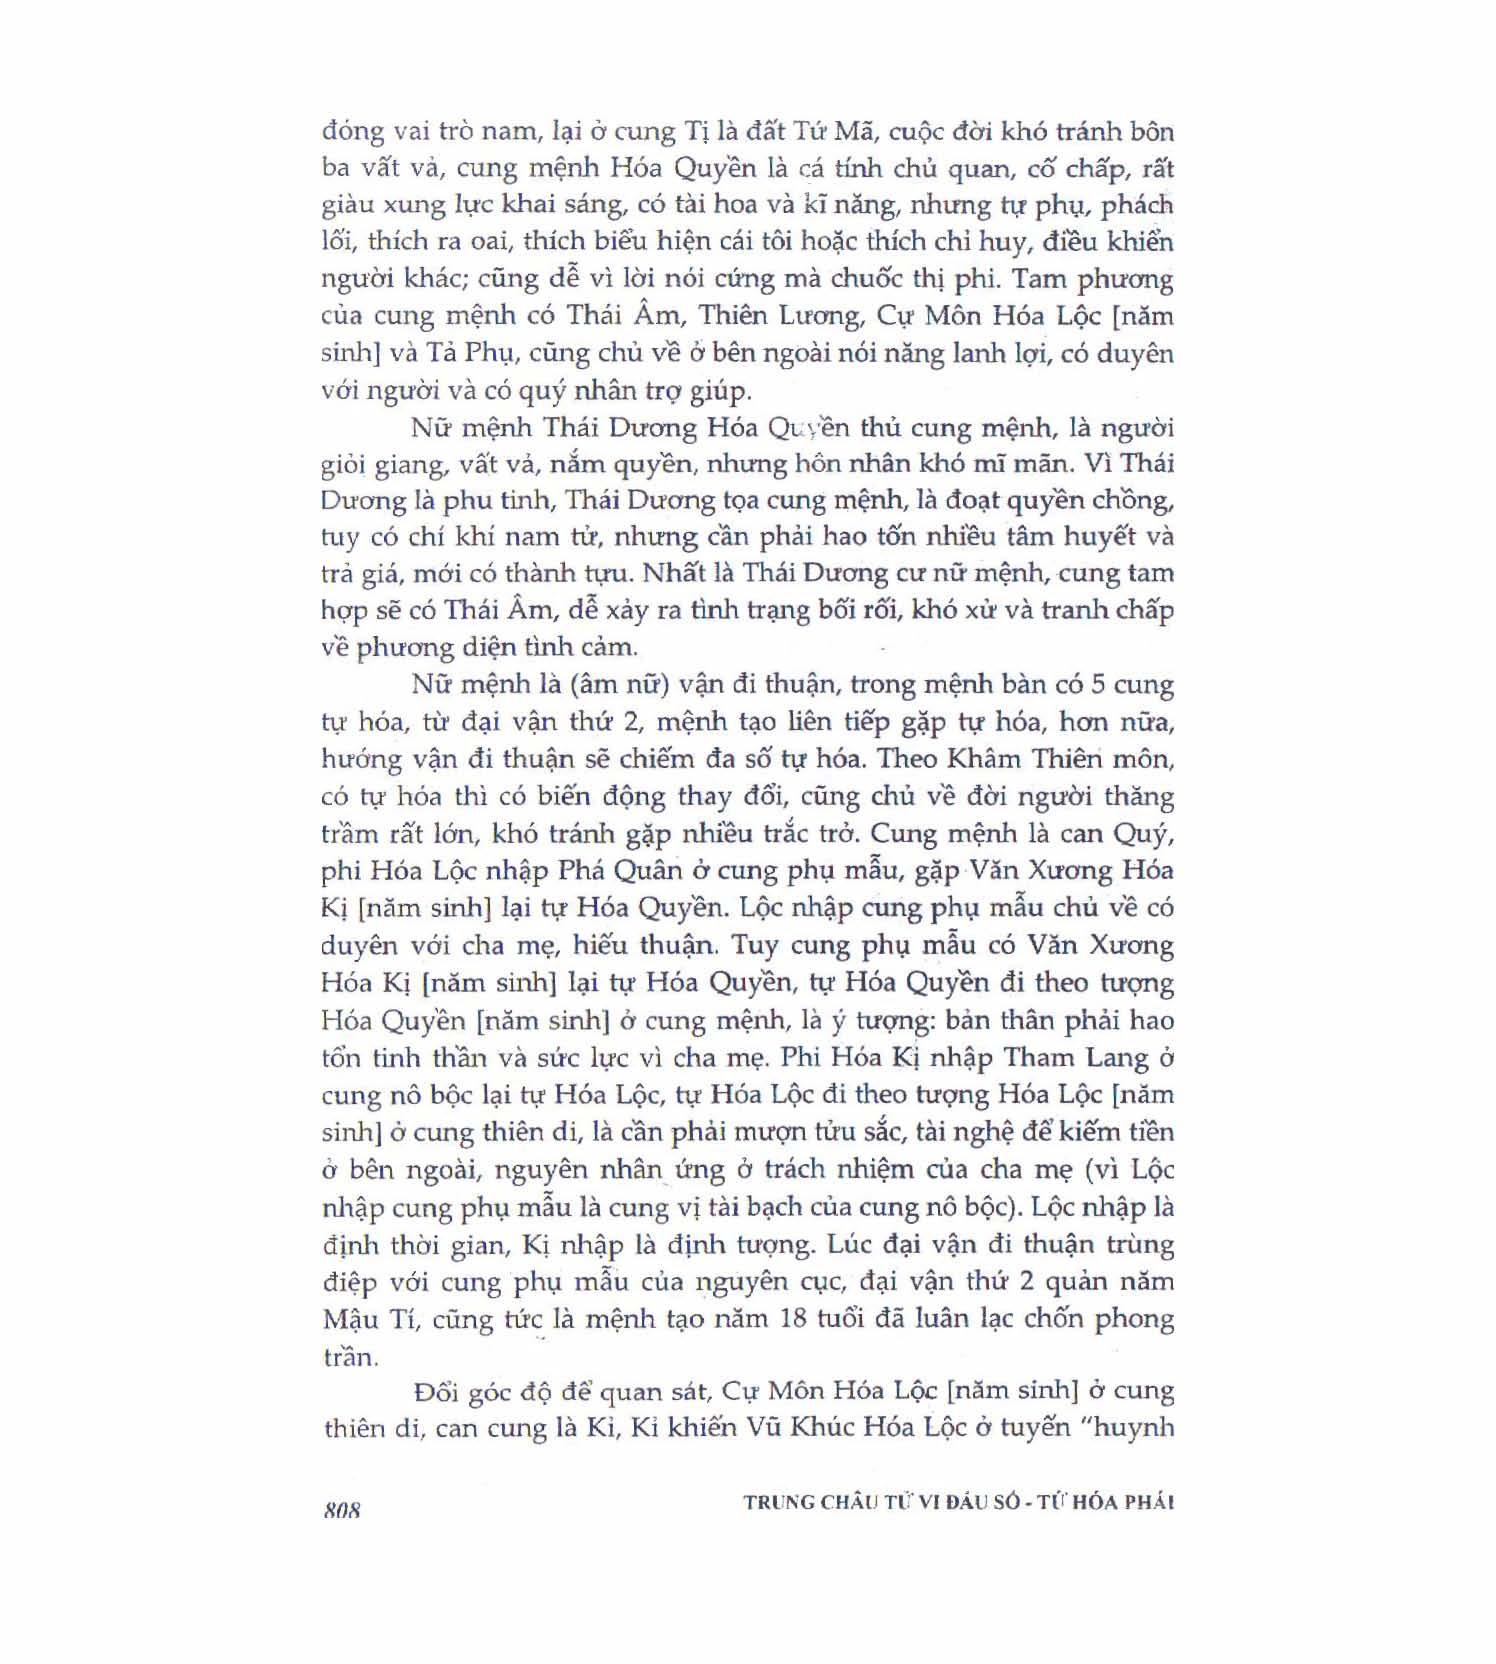 đóng vai trò nam, lại ở cung Tị là đất Tứ Mã, cuộc đời khó tránh bôn
ba vất vả, cung mệnh Hóa Quyền là cá tính chủ quan, cố chấp, rất
giàu xung lực khai sáng, có tài hoa và kĩ năng, nhưng tự phụ, phách
lối, thích ra oai, thích biểu hiện cái tôi hoặc thích chỉ huy, điều khiển
người khác; cũng dễ vì lời nói cứng mà chuốc thị phi. Tam phương
của cung mệnh có Thái Âm, Thiên Lương, Cự Môn Hóa Lộc [năm
sinh] và Tả Phụ, cũng chủ về ở bên ngoài nói năng lanh lợi, có duyên
với người và có quý nhân trợ giúp.
Nữ mệnh Thái Dương Hóa Quyền thủ cung mệnh, là người
giỏi giang, vất vả, nắm quyền, nhưng hôn nhân khó mĩ mãn. Vì Thái
Dương là phu tinh, Thái Dương tọa cung mệnh, là đoạt quyền chồng,
tuy có chí khí nam tử, nhưng cần phải hao tốn nhiều tâm huyết và
trả giá, mới có thành tựu. Nhất là Thái Dương cư nữ mệnh, cung tam
hợp sẽ có Thái Âm, dễ xảy ra tình trạng bối rối, khó xử và tranh chấp
về phương diện tình cảm.
Nữ mệnh là (âm nữ) vận đi thuận, trong mệnh bàn có 5 cung
tự hóa, từ đại vận thứ 2, mệnh tạo liên tiếp gặp tự hóa, hơn nữa,
hướng vận đi thuận sẽ chiếm đa số tự hóa. Theo Khâm Thiên môn,
có tự hóa thì có biến động thay đổi, cũng chủ về đời người thăng
trầm rất lớn, khó tránh gặp nhiều trắc trở. Cung mệnh là can Quý,
phi Hóa Lộc nhập Phá Quân ở cung phụ mẫu, gặp Văn Xương Hóa
Kị [năm sinh] lại tự Hóa Quyền. Lộc nhập cung phụ mẫu chủ về có
duyên với cha mẹ, hiếu thuận. Tuy cung phụ mẫu có Văn Xương
Hóa Kị [năm sinh] lại tự Hóa Quyền, tự Hóa Quyền đi theo tượng
Hóa Quyền [năm sinh] ở cung mệnh, là ý tượng: bản thân phải hao
tổn tinh thần và sức lực vì cha mẹ. Phi Hóa Kị nhập Tham Lang ở
cung nô bộc lại tự Hóa Lộc, tự Hóa Lộc đi theo tượng Hóa Lộc [năm
sinh] ở cung thiên di, là cần phải mượn tửu sắc, tài nghệ để kiếm tiền
ở bên ngoài, nguyên nhân ứng ở trách nhiệm của cha mẹ (vì Lộc
nhập cung phụ mẫu là cung vị tài bạch của cung nô bộc). Lộc nhập là
định thời gian, Kị nhập là định tượng. Lúc đại vận đi thuận trùng
điệp với cung phụ mẫu của nguyên cục, đại vận thứ 2 quản năm
Mậu Tí, cũng tức là mệnh tạo năm 18 tuổi đã luân lạc chốn phong
trần.
Đổi góc độ để quan sát, Cự Môn Hóa Lộc [năm sinh] ở cung
thiên di, can cung là Kỉ, Kỉ khiến Vũ Khúc Hóa Lộc ở tuyến "huynh
808
TRUNG CHÂU TỬ VI ĐẨU SỐ - TỨ HÓA PHÁI